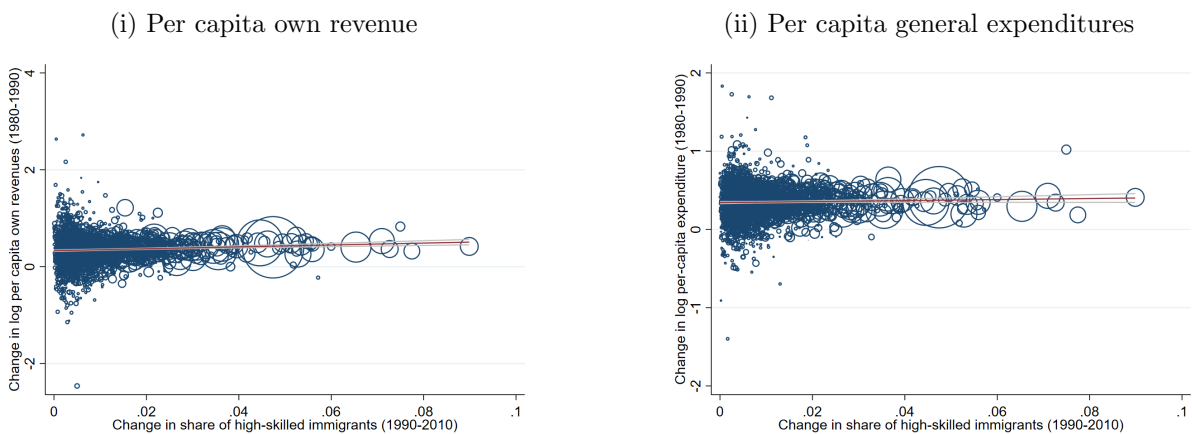 (i) Per capita own revenue
Change in log per capita own revenues (1980-1990)
4
2
0
-2
0 .02 .04 .06 .08 .1
Change in share of high-skilled immigrants (1990-2010)
(ii) Per capita general expenditures
Change in log per-capita expenditure (1980-1990)
2
1
0
-1
-2
0 .02 .04 .06 .08 .1
Change in share of high-skilled immigrants (1990-2010)